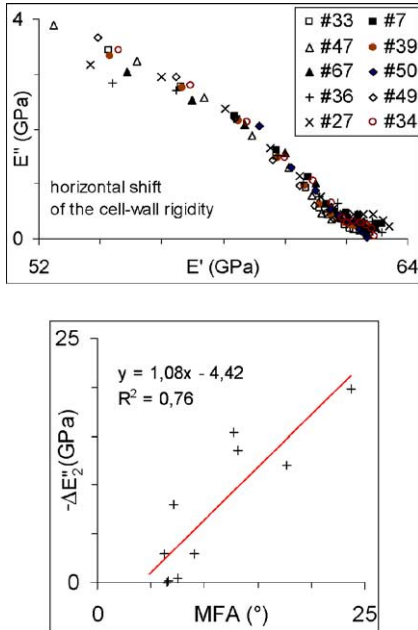 4
E" (GPa)
0
horizontal shift
of the cell-wall rigidity
52
E' (GPa)
64
#33 #7
#47 #39
#67 #50
#36 #49
#27 #34
25
y = 1,08x - 4,42
R² = 0,76
-ΔE"₂(GPa)
0
0
MFA (°)
25